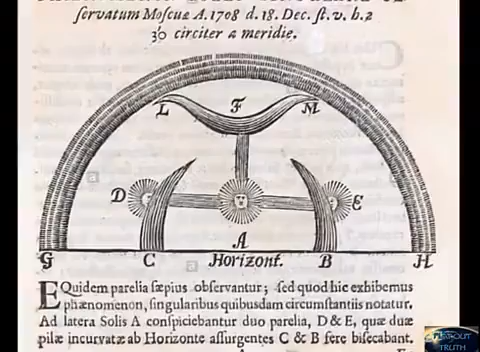 servatum Moscuæ A. 1708 d. 18. Dec. st. v. h. 2
30 circiter a meridie.
L F M
D E
A
G C Horizont. B H
EQuidem parelia sæpius observantur; sed quod hic exhibemus
phænomenon, singularibus quibusdam circumstantiis notatur.
Ad latera Solis A conspiciebantur duo parelia, D & E, quæ duæ
pilæ incurvatæ ab Horizonte assurgentes C & B fere bisecabant.
TRUTH